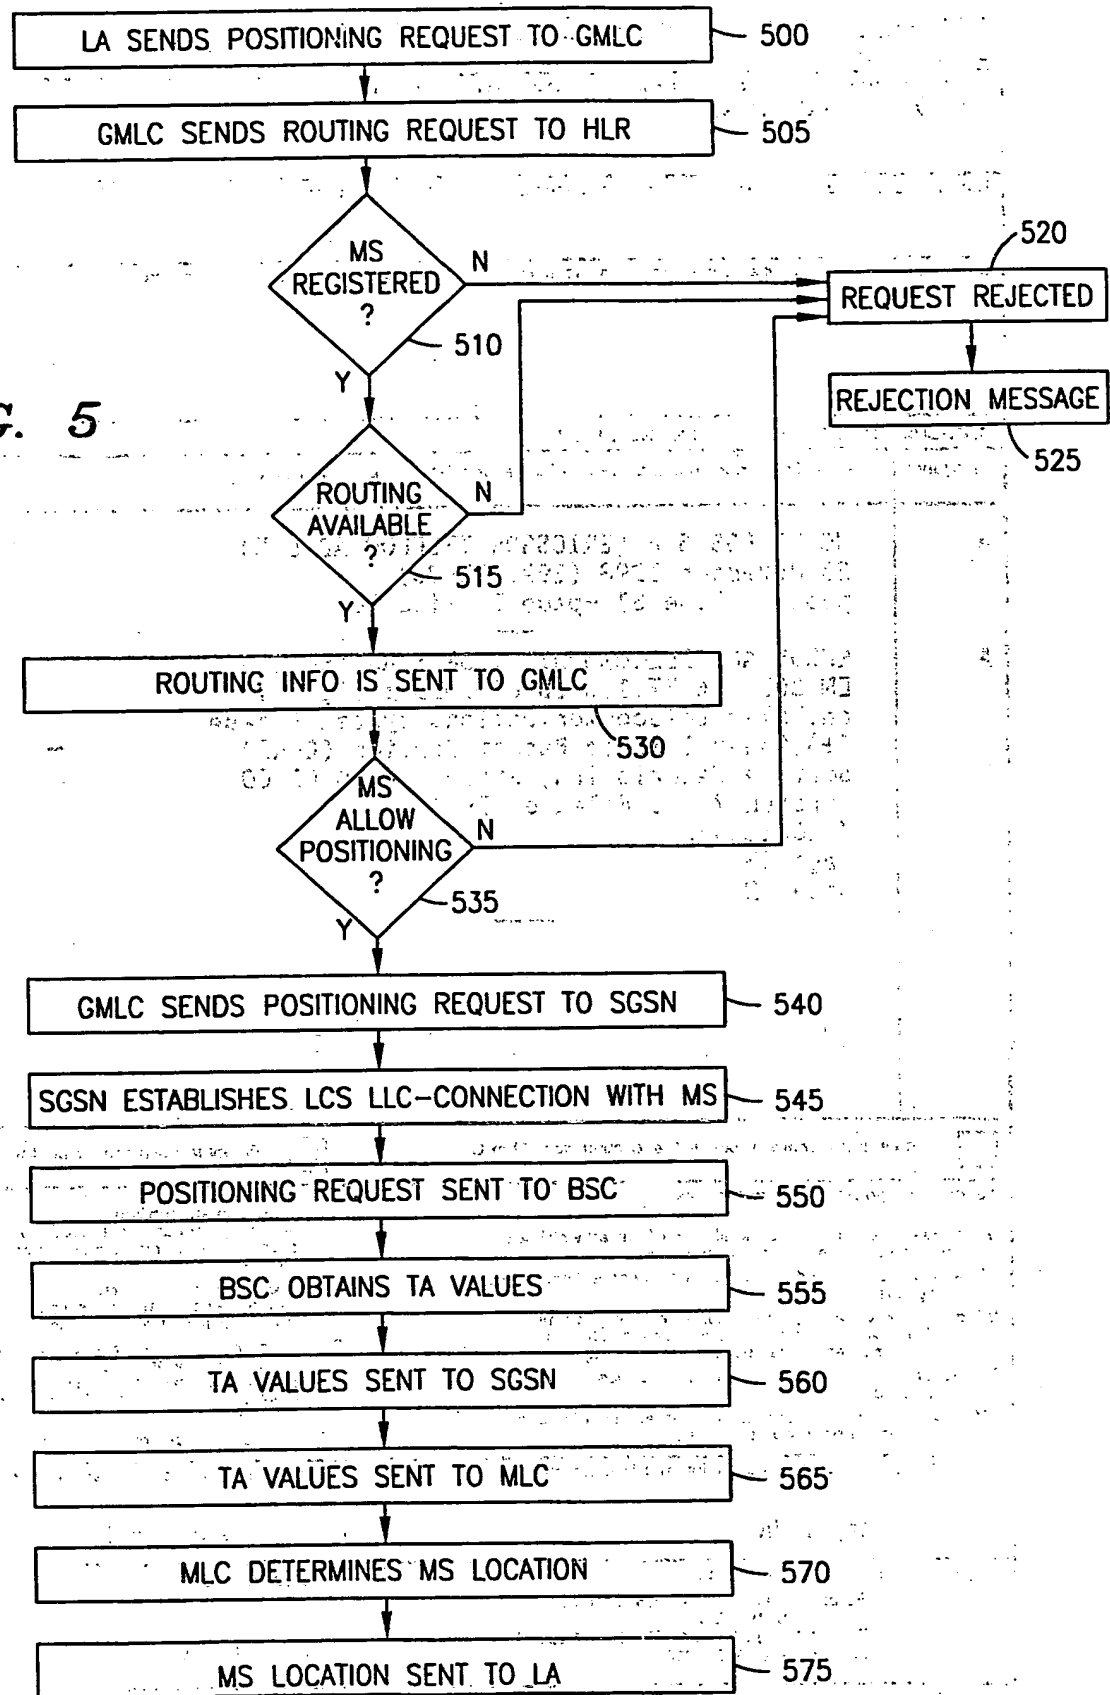 LA SENDS POSITIONING REQUEST TO GMLC
500
GMLC SENDS ROUTING REQUEST TO HLR
505
MS
REGISTERED
?
N
510
Y
520
REQUEST REJECTED
REJECTION MESSAGE
525
G. 5
ROUTING
AVAILABLE
?
N
515
Y
ROUTING INFO IS SENT TO GMLC
530
MS
ALLOW
POSITIONING
?
N
535
Y
GMLC SENDS POSITIONING REQUEST TO SGSN
540
SGSN ESTABLISHES LCS LLC-CONNECTION WITH MS
545
POSITIONING REQUEST SENT TO BSC
550
BSC OBTAINS TA VALUES
555
TA VALUES SENT TO SGSN
560
TA VALUES SENT TO MLC
565
MLC DETERMINES MS LOCATION
570
MS LOCATION SENT TO LA
575